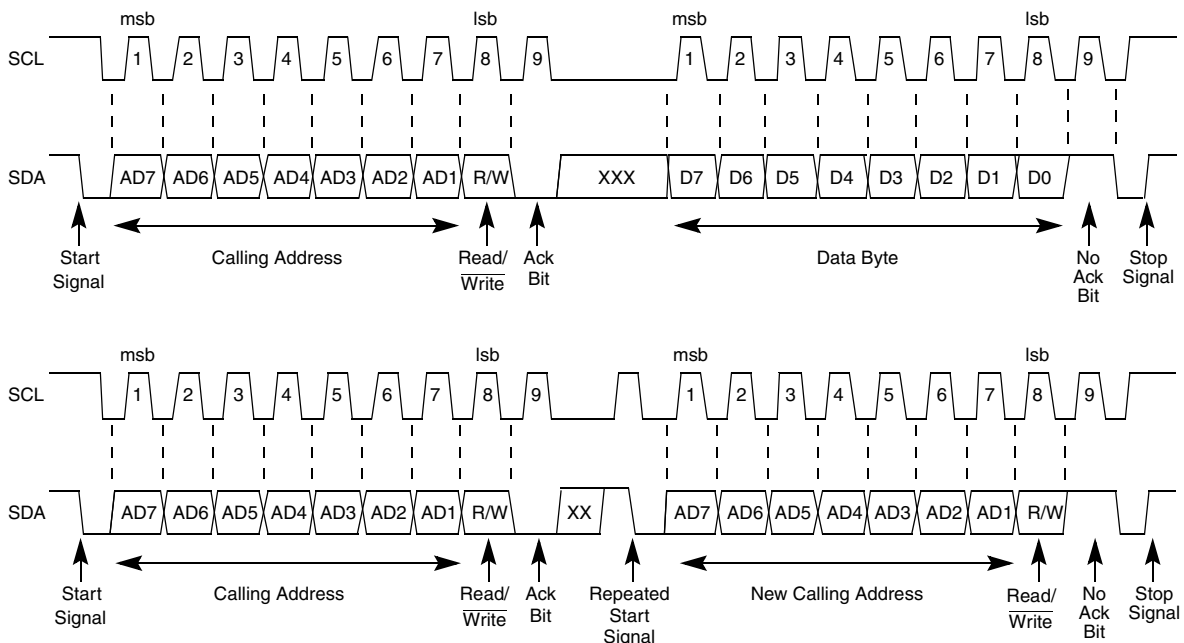 msb lsb msb lsb
SCL 1 2 3 4 5 6 7 8 9 1 2 3 4 5 6 7 8 9
SDA AD7 AD6 AD5 AD4 AD3 AD2 AD1 R/W XXX D7 D6 D5 D4 D3 D2 D1 D0
Start
Signal
Calling Address
Read/
Write
Ack
Bit
Data Byte
No
Ack
Bit
Stop
Signal
msb lsb msb lsb
SCL 1 2 3 4 5 6 7 8 9 1 2 3 4 5 6 7 8 9
SDA AD7 AD6 AD5 AD4 AD3 AD2 AD1 R/W XX AD7 AD6 AD5 AD4 AD3 AD2 AD1 R/W
Start
Signal
Calling Address
Read/
Write
Ack
Bit
Repeated
Start
Signal
New Calling Address
Read/
Write
No
Ack
Bit
Stop
Signal